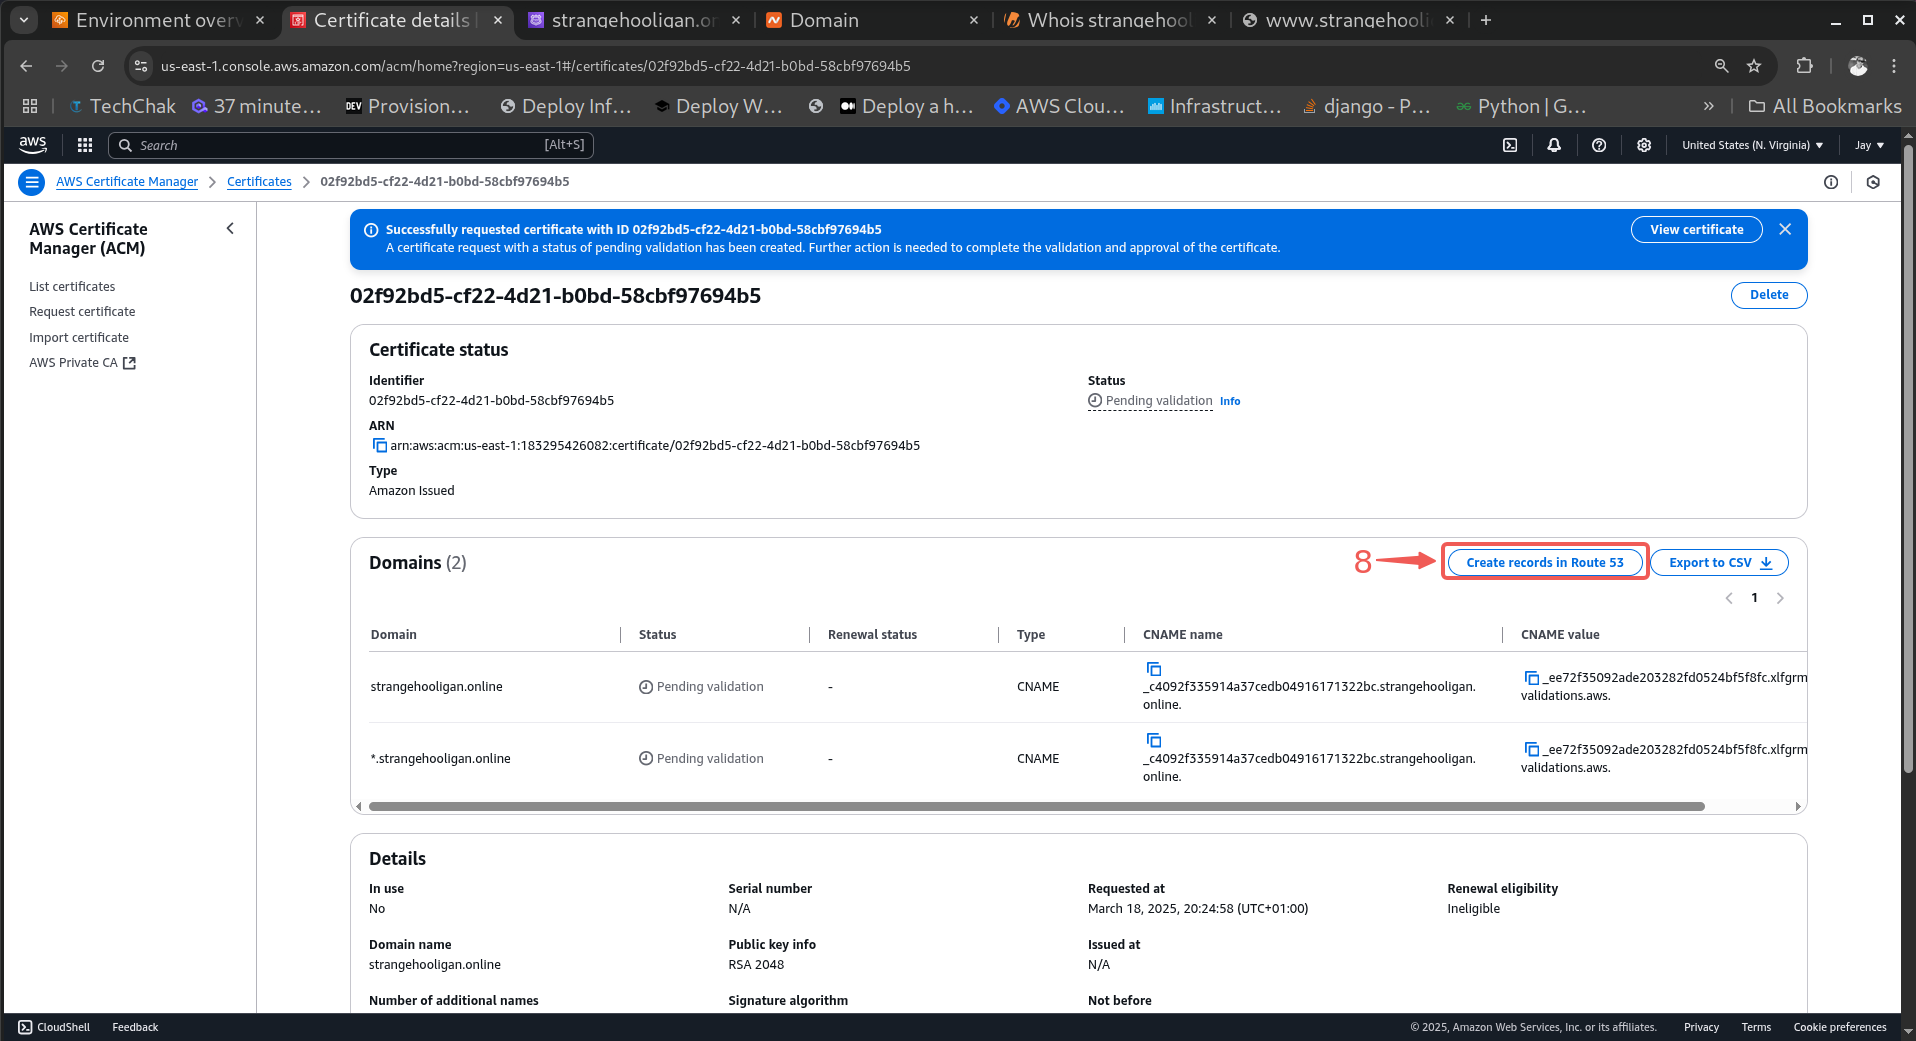 Environment over
Certificate details
strangehooligan.or
Domain
Whois strangehool
www.strangehooli
us-east-1.console.aws.amazon.com/acm/home?region=us-east-1#/certificates/02f92bd5-cf22-4d21-b0bd-58cbf97694b5
TechChak
37 minute...
DEV
Provision...
Deploy Inf...
Deploy W...
Deploy a h...
AWS Clou...
Infrastruct...
django - P...
Python | G...
All Bookmarks
aws
Search
[Alt+S]
United States (N. Virginia)
Jay
AWS Certificate Manager
Certificates
02f92bd5-cf22-4d21-b0bd-58cbf97694b5
AWS Certificate
Manager (ACM)
List certificates
Request certificate
Import certificate
AWS Private CA
Successfully requested certificate with ID 02f92bd5-cf22-4d21-b0bd-58cbf97694b5
A certificate request with a status of pending validation has been created. Further action is needed to complete the validation and approval of the certificate.
View certificate
02f92bd5-cf22-4d21-b0bd-58cbf97694b5
Delete
Certificate status
Identifier
02f92bd5-cf22-4d21-b0bd-58cbf97694b5
Status
Pending validation Info
ARN
arn:aws:acm:us-east-1:183295426082:certificate/02f92bd5-cf22-4d21-b0bd-58cbf97694b5
Type
Amazon Issued
Domains (2)
8
Create records in Route 53
Export to CSV
1
Domain
Status
Renewal status
Type
CNAME name
CNAME value
strangehooligan.online
Pending validation
-
CNAME
_c4092f335914a37cedb04916171322bc.strangehooligan.
online.
_ee72f35092ade203282fd0524bf5f8fc.xlfgrm
validations.aws.
*.strangehooligan.online
Pending validation
-
CNAME
_c4092f335914a37cedb04916171322bc.strangehooligan.
online.
_ee72f35092ade203282fd0524bf5f8fc.xlfgrm
validations.aws.
Details
In use
No
Serial number
N/A
Requested at
March 18, 2025, 20:24:58 (UTC+01:00)
Renewal eligibility
Ineligible
Domain name
strangehooligan.online
Public key info
RSA 2048
Issued at
N/A
Number of additional names
Signature algorithm
Not before
CloudShell
Feedback
© 2025, Amazon Web Services, Inc. or its affiliates.
Privacy
Terms
Cookie preferences